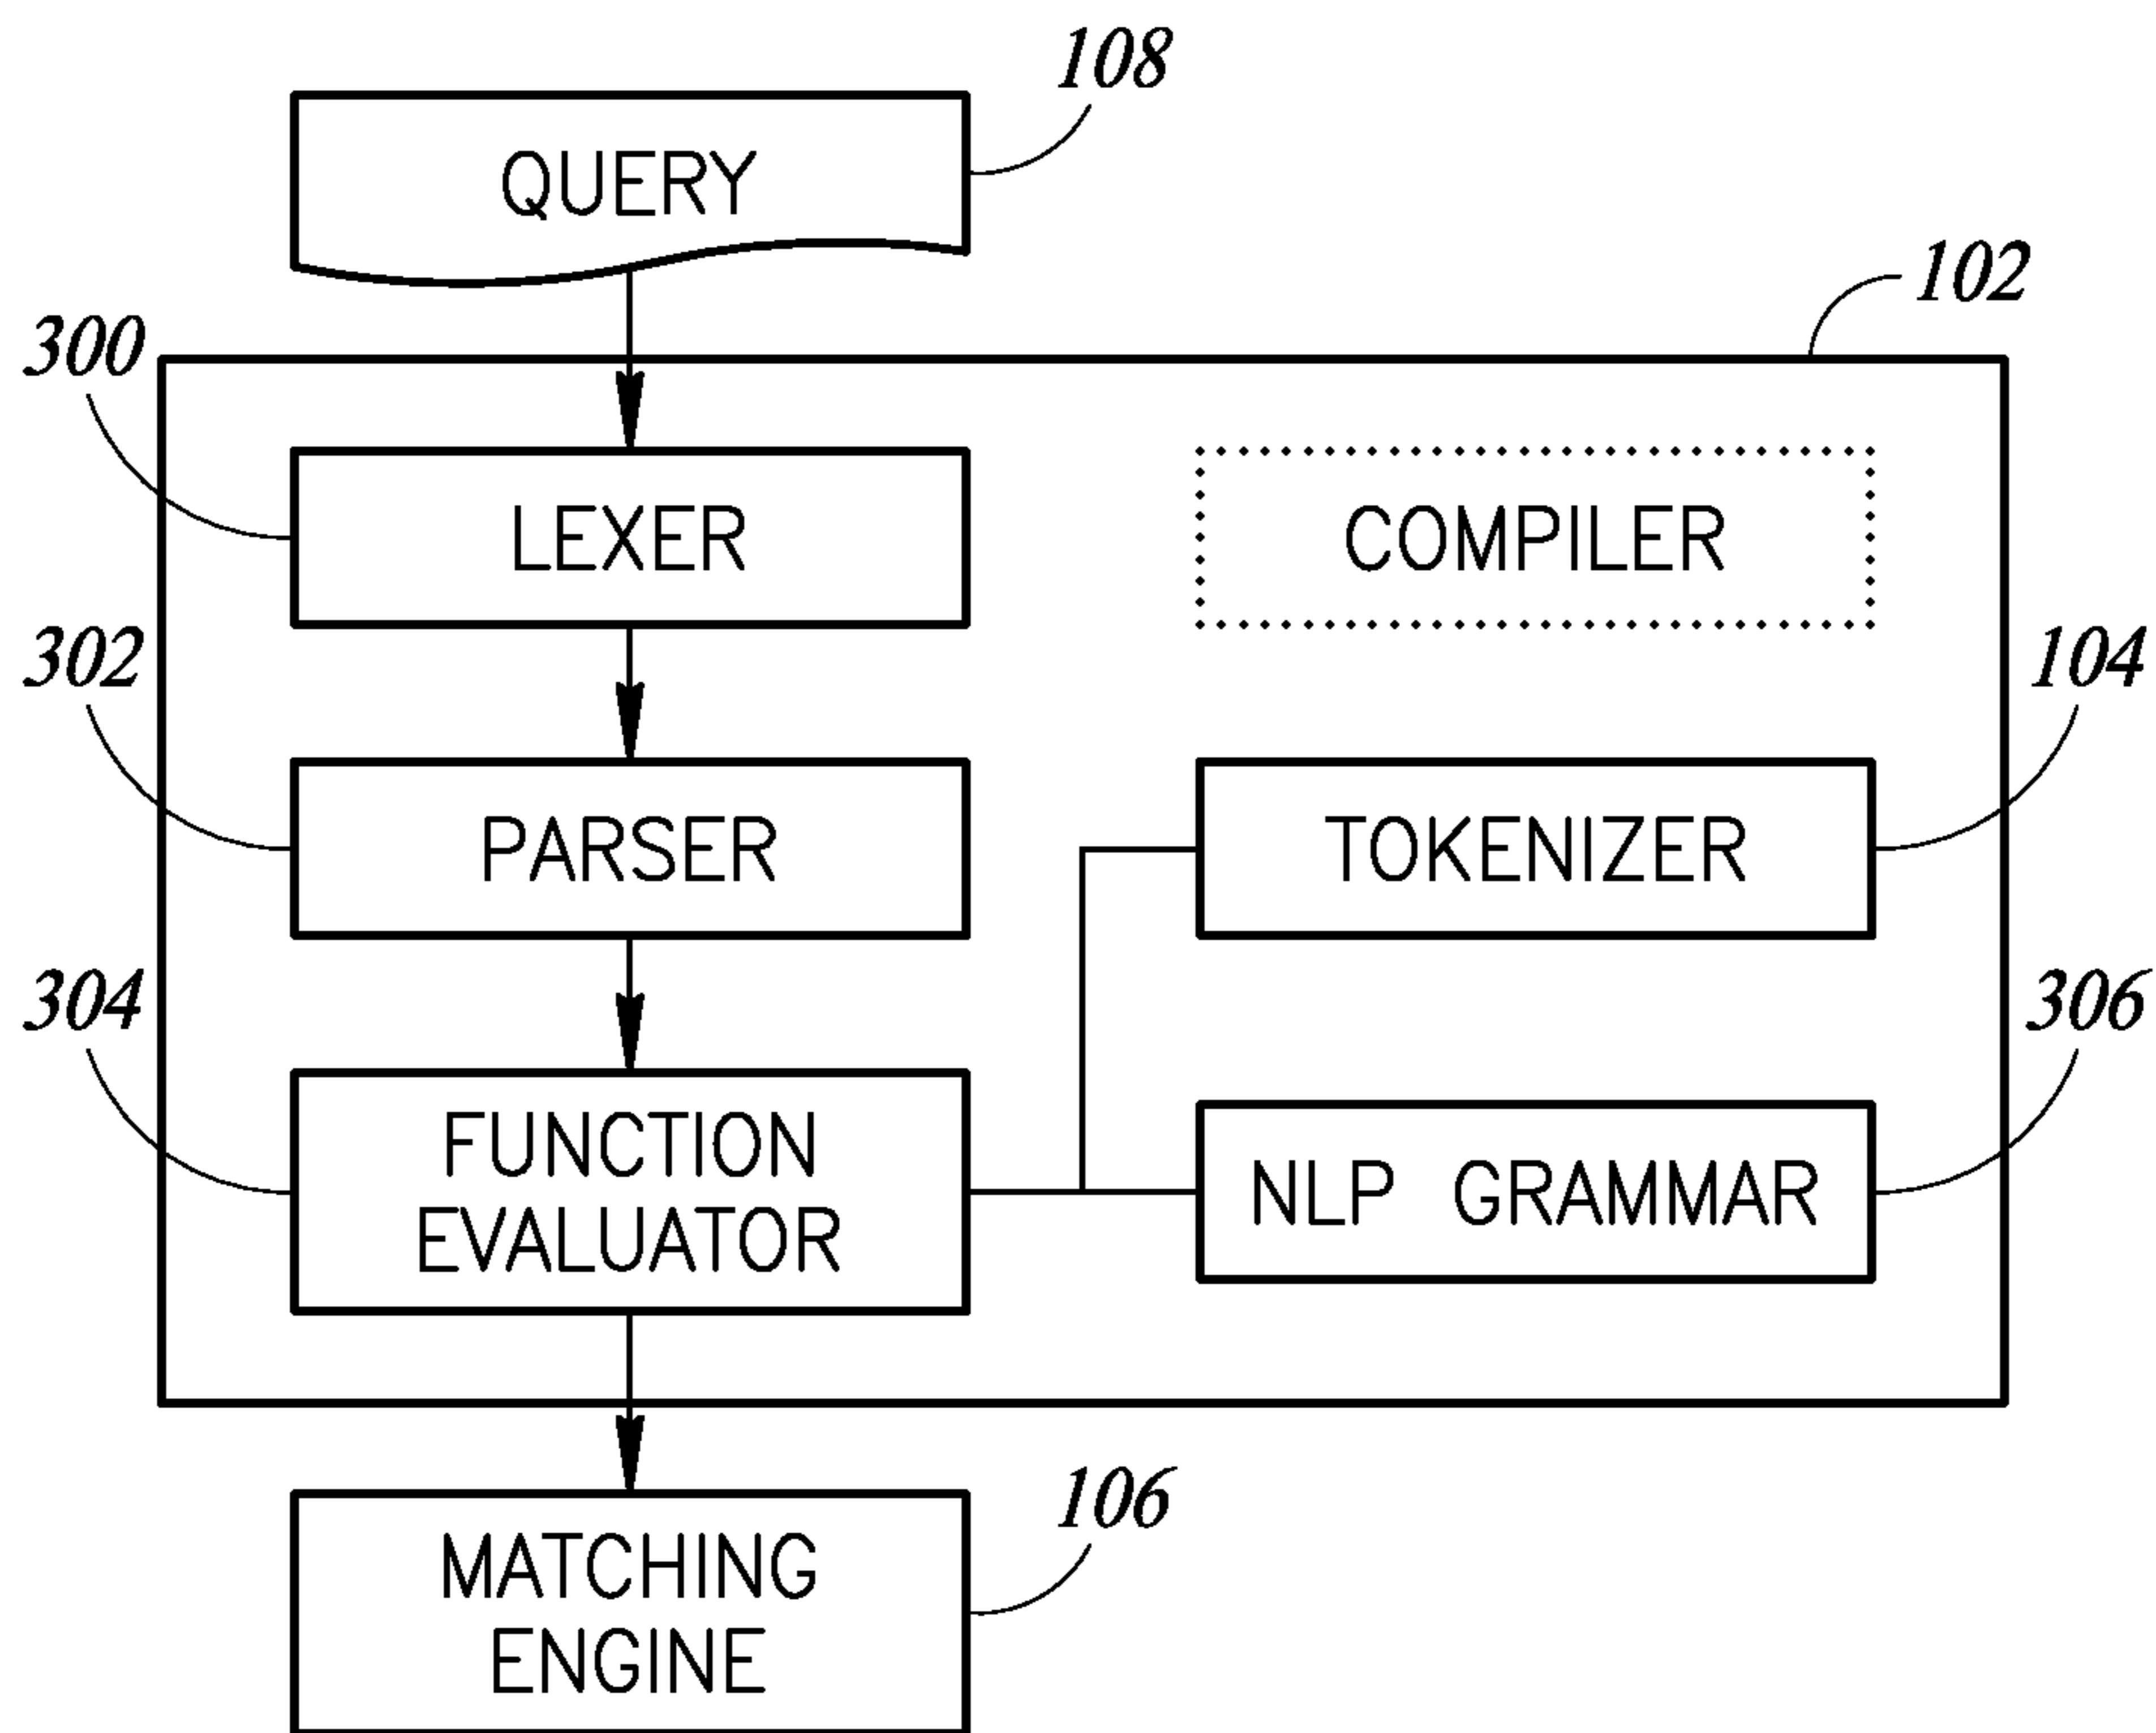 108
QUERY
102
300
LEXER
COMPILER
302
104
PARSER
TOKENIZER
304
306
FUNCTION
EVALUATOR
NLP GRAMMAR
106
MATCHING
ENGINE